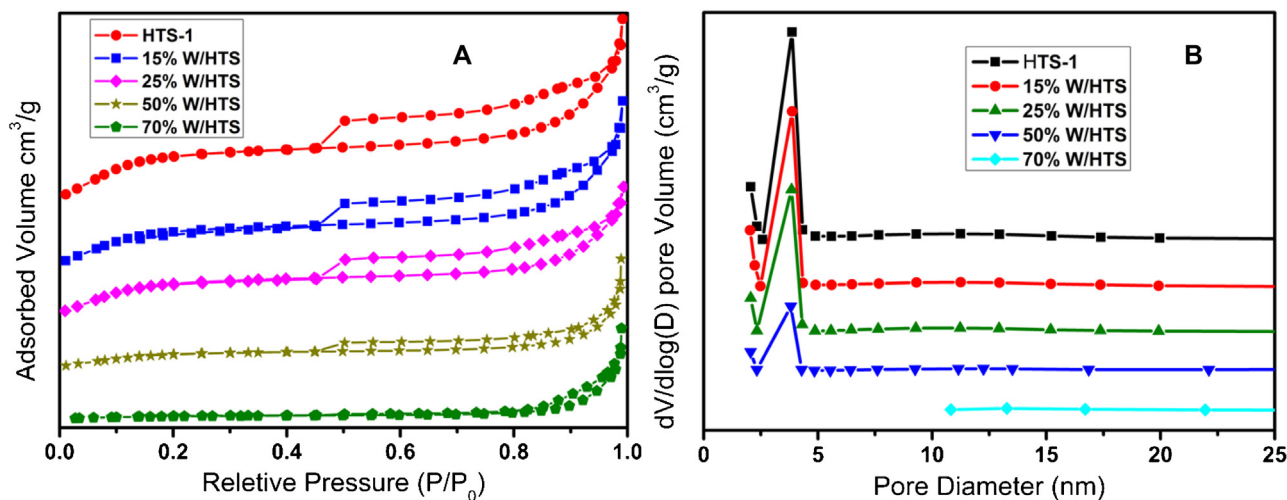 HTS-1
15% W/HTS
25% W/HTS
50% W/HTS
70% W/HTS
A
Adsorbed Volume cm³/g
0.0 0.2 0.4 0.6 0.8 1.0
Reletive Pressure (P/P₀)
HTS-1
15% W/HTS
25% W/HTS
50% W/HTS
70% W/HTS
B
dV/dlog(D) pore Volume (cm³/g)
0 5 10 15 20 25
Pore Diameter (nm)